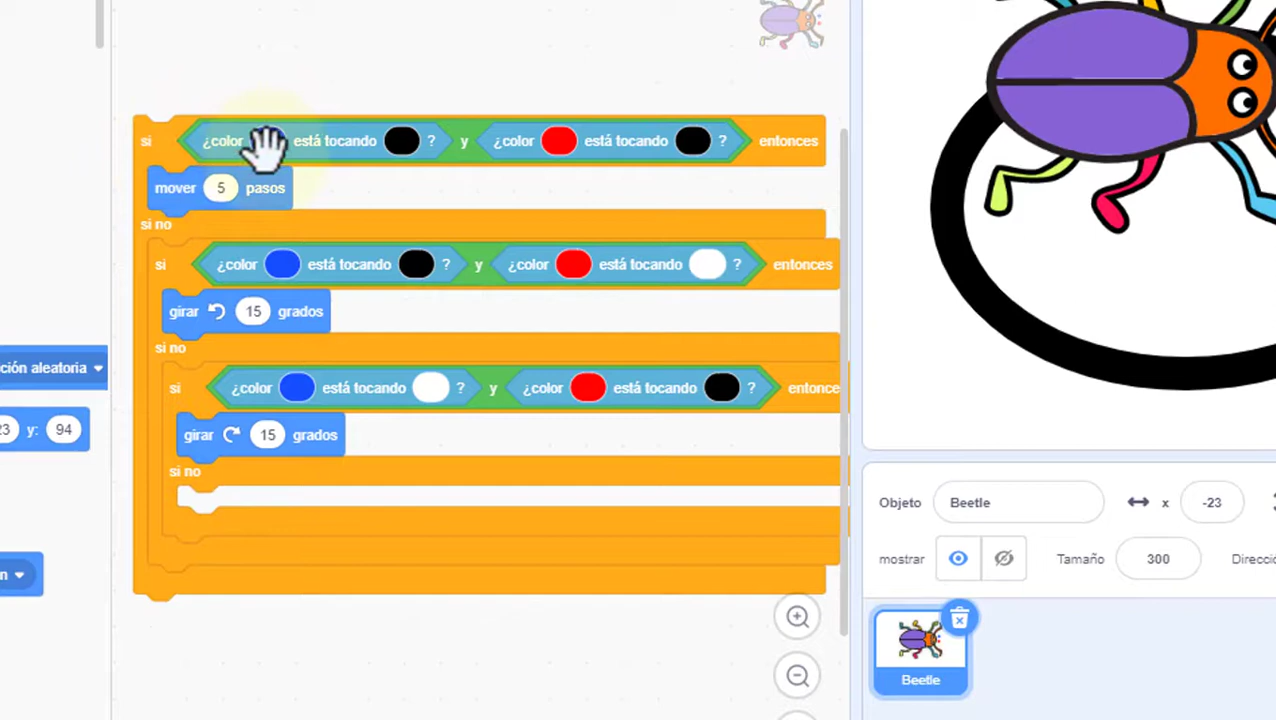 si ¿color está tocando ? y ¿color está tocando ? entonces
mover 5 pasos
si no
si ¿color está tocando ? y ¿color está tocando ? entonces
girar 15 grados
si no
si ¿color está tocando ? y ¿color está tocando ? entonce
girar 15 grados
si no
ción aleatoria
23 y: 94
n
Objeto Beetle x -23
mostrar Tamaño 300 Direcció
Beetle